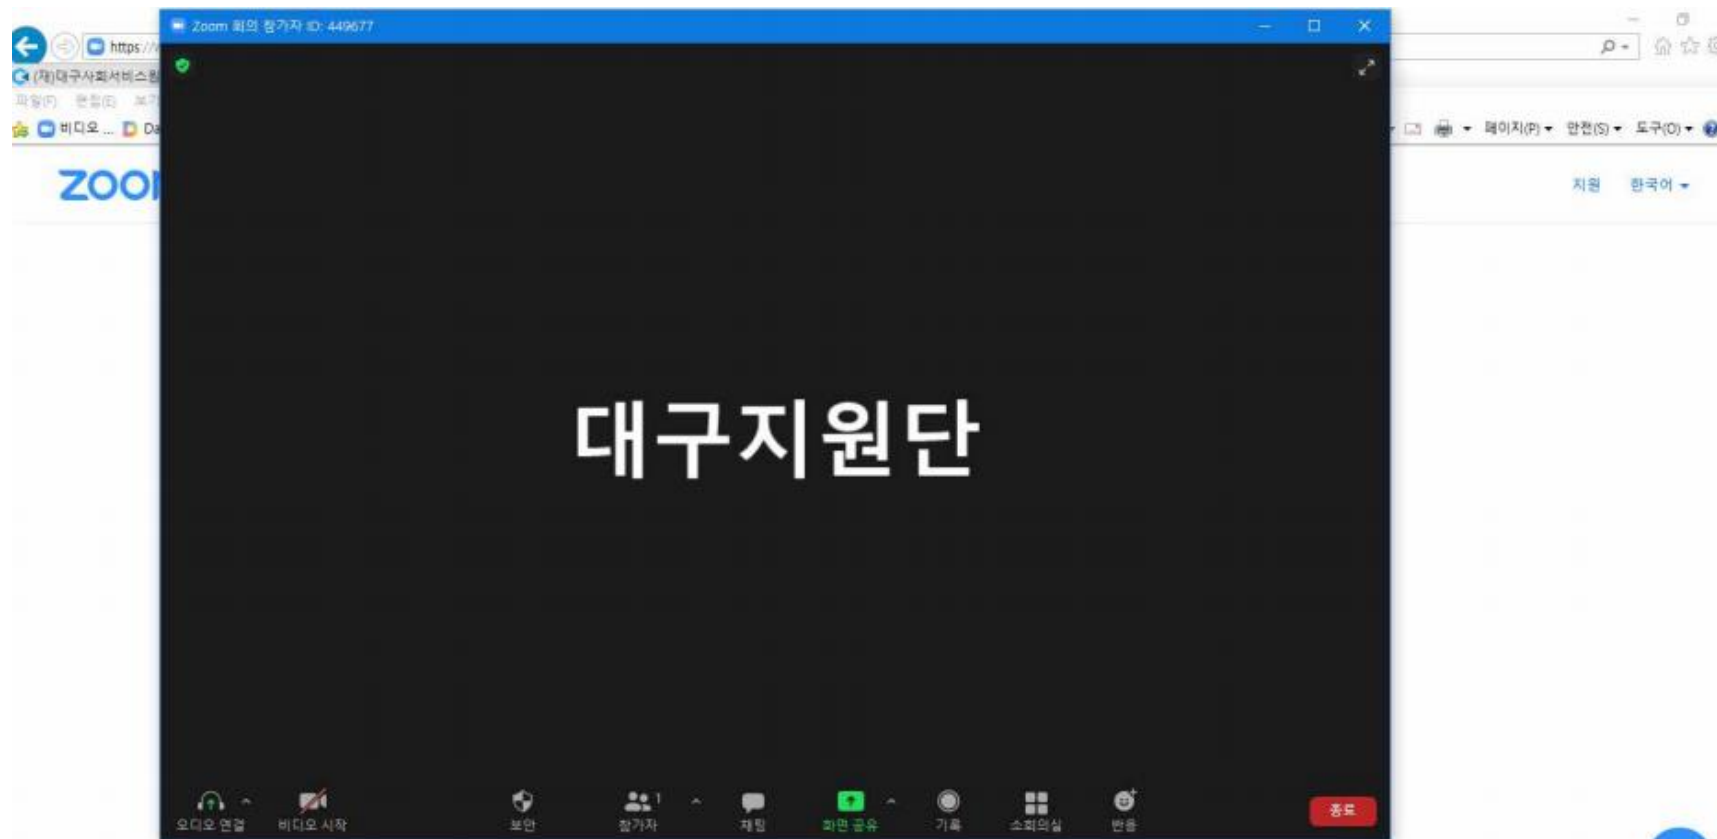 Zoom 회의 참가자 ID: 449677
https://
(재)대구사회서비스원
파일(F) 편집(E) 보기
비디오 ... Da
페이지(P) 안전(S) 도구(O)
ZOO
지원 한국어
대구지원단
오디오 연결 비디오 시작 보안 참가자 1 채팅 화면 공유 기록 소회의실 반응 종료